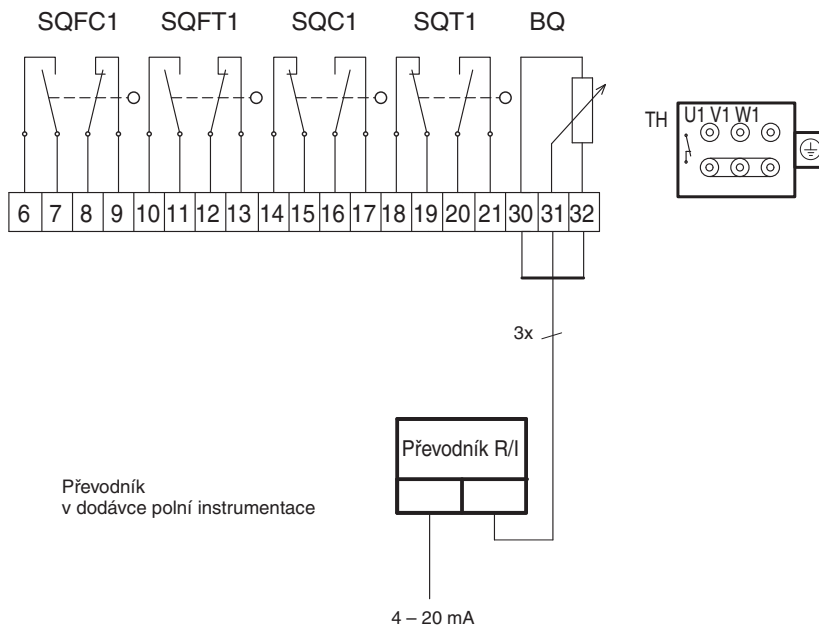 SQFC1 SQFT1 SQC1 SQT1 BQ
TH U1 V1 W1
6 7 8 9 10 11 12 13 14 15 16 17 18 19 20 21 30 31 32
3x
Převodník R/I
Převodník
v dodávce polní instrumentace
4 – 20 mA